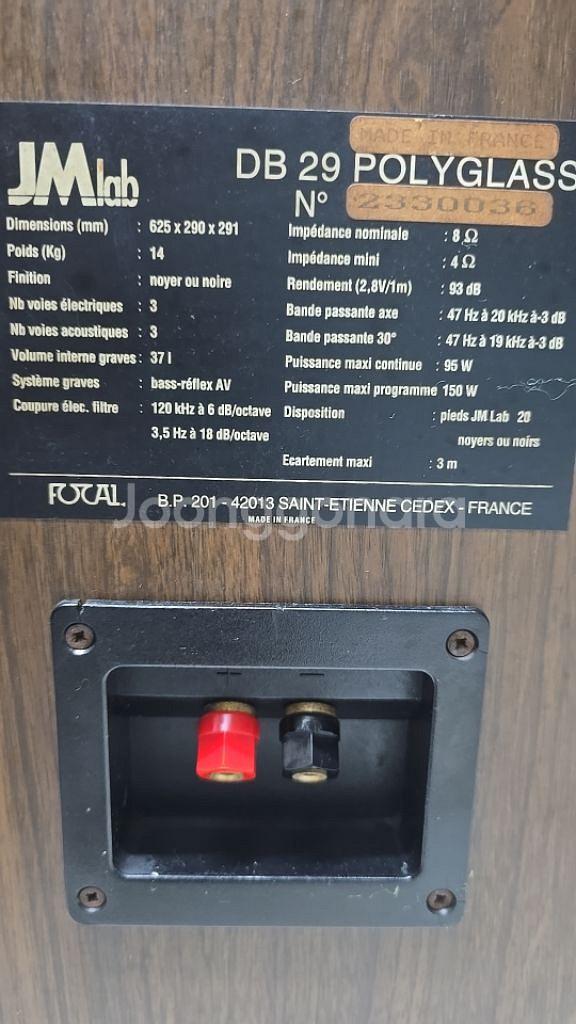 MADE IN FRANCE
JMlab
DB 29 POLYGLASS
N° 2330036
Dimensions (mm) : 625 x 290 x 291
Poids (Kg) : 14
Finition : noyer ou noire
Nb voies électriques : 3
Nb voies acoustiques : 3
Volume interne graves : 37 l
Système graves : bass-réflex AV
Coupure élec. filtre : 120 kHz à 6 dB/octave
3,5 Hz à 18 dB/octave
Impédance nominale : 8 Ω
Impédance mini : 4 Ω
Rendement (2,8V/1m) : 93 dB
Bande passante axe : 47 Hz à 20 kHz à-3 dB
Bande passante 30° : 47 Hz à 19 kHz à-3 dB
Puissance maxi continue : 95 W
Puissance maxi programme 150 W
Disposition : pieds JM Lab 20
noyers ou noirs
Ecartement maxi : 3 m
FOCAL B.P. 201 - 42013 SAINT-ETIENNE CEDEX - FRANCE
MADE IN FRANCE
Joonggonara
+ −